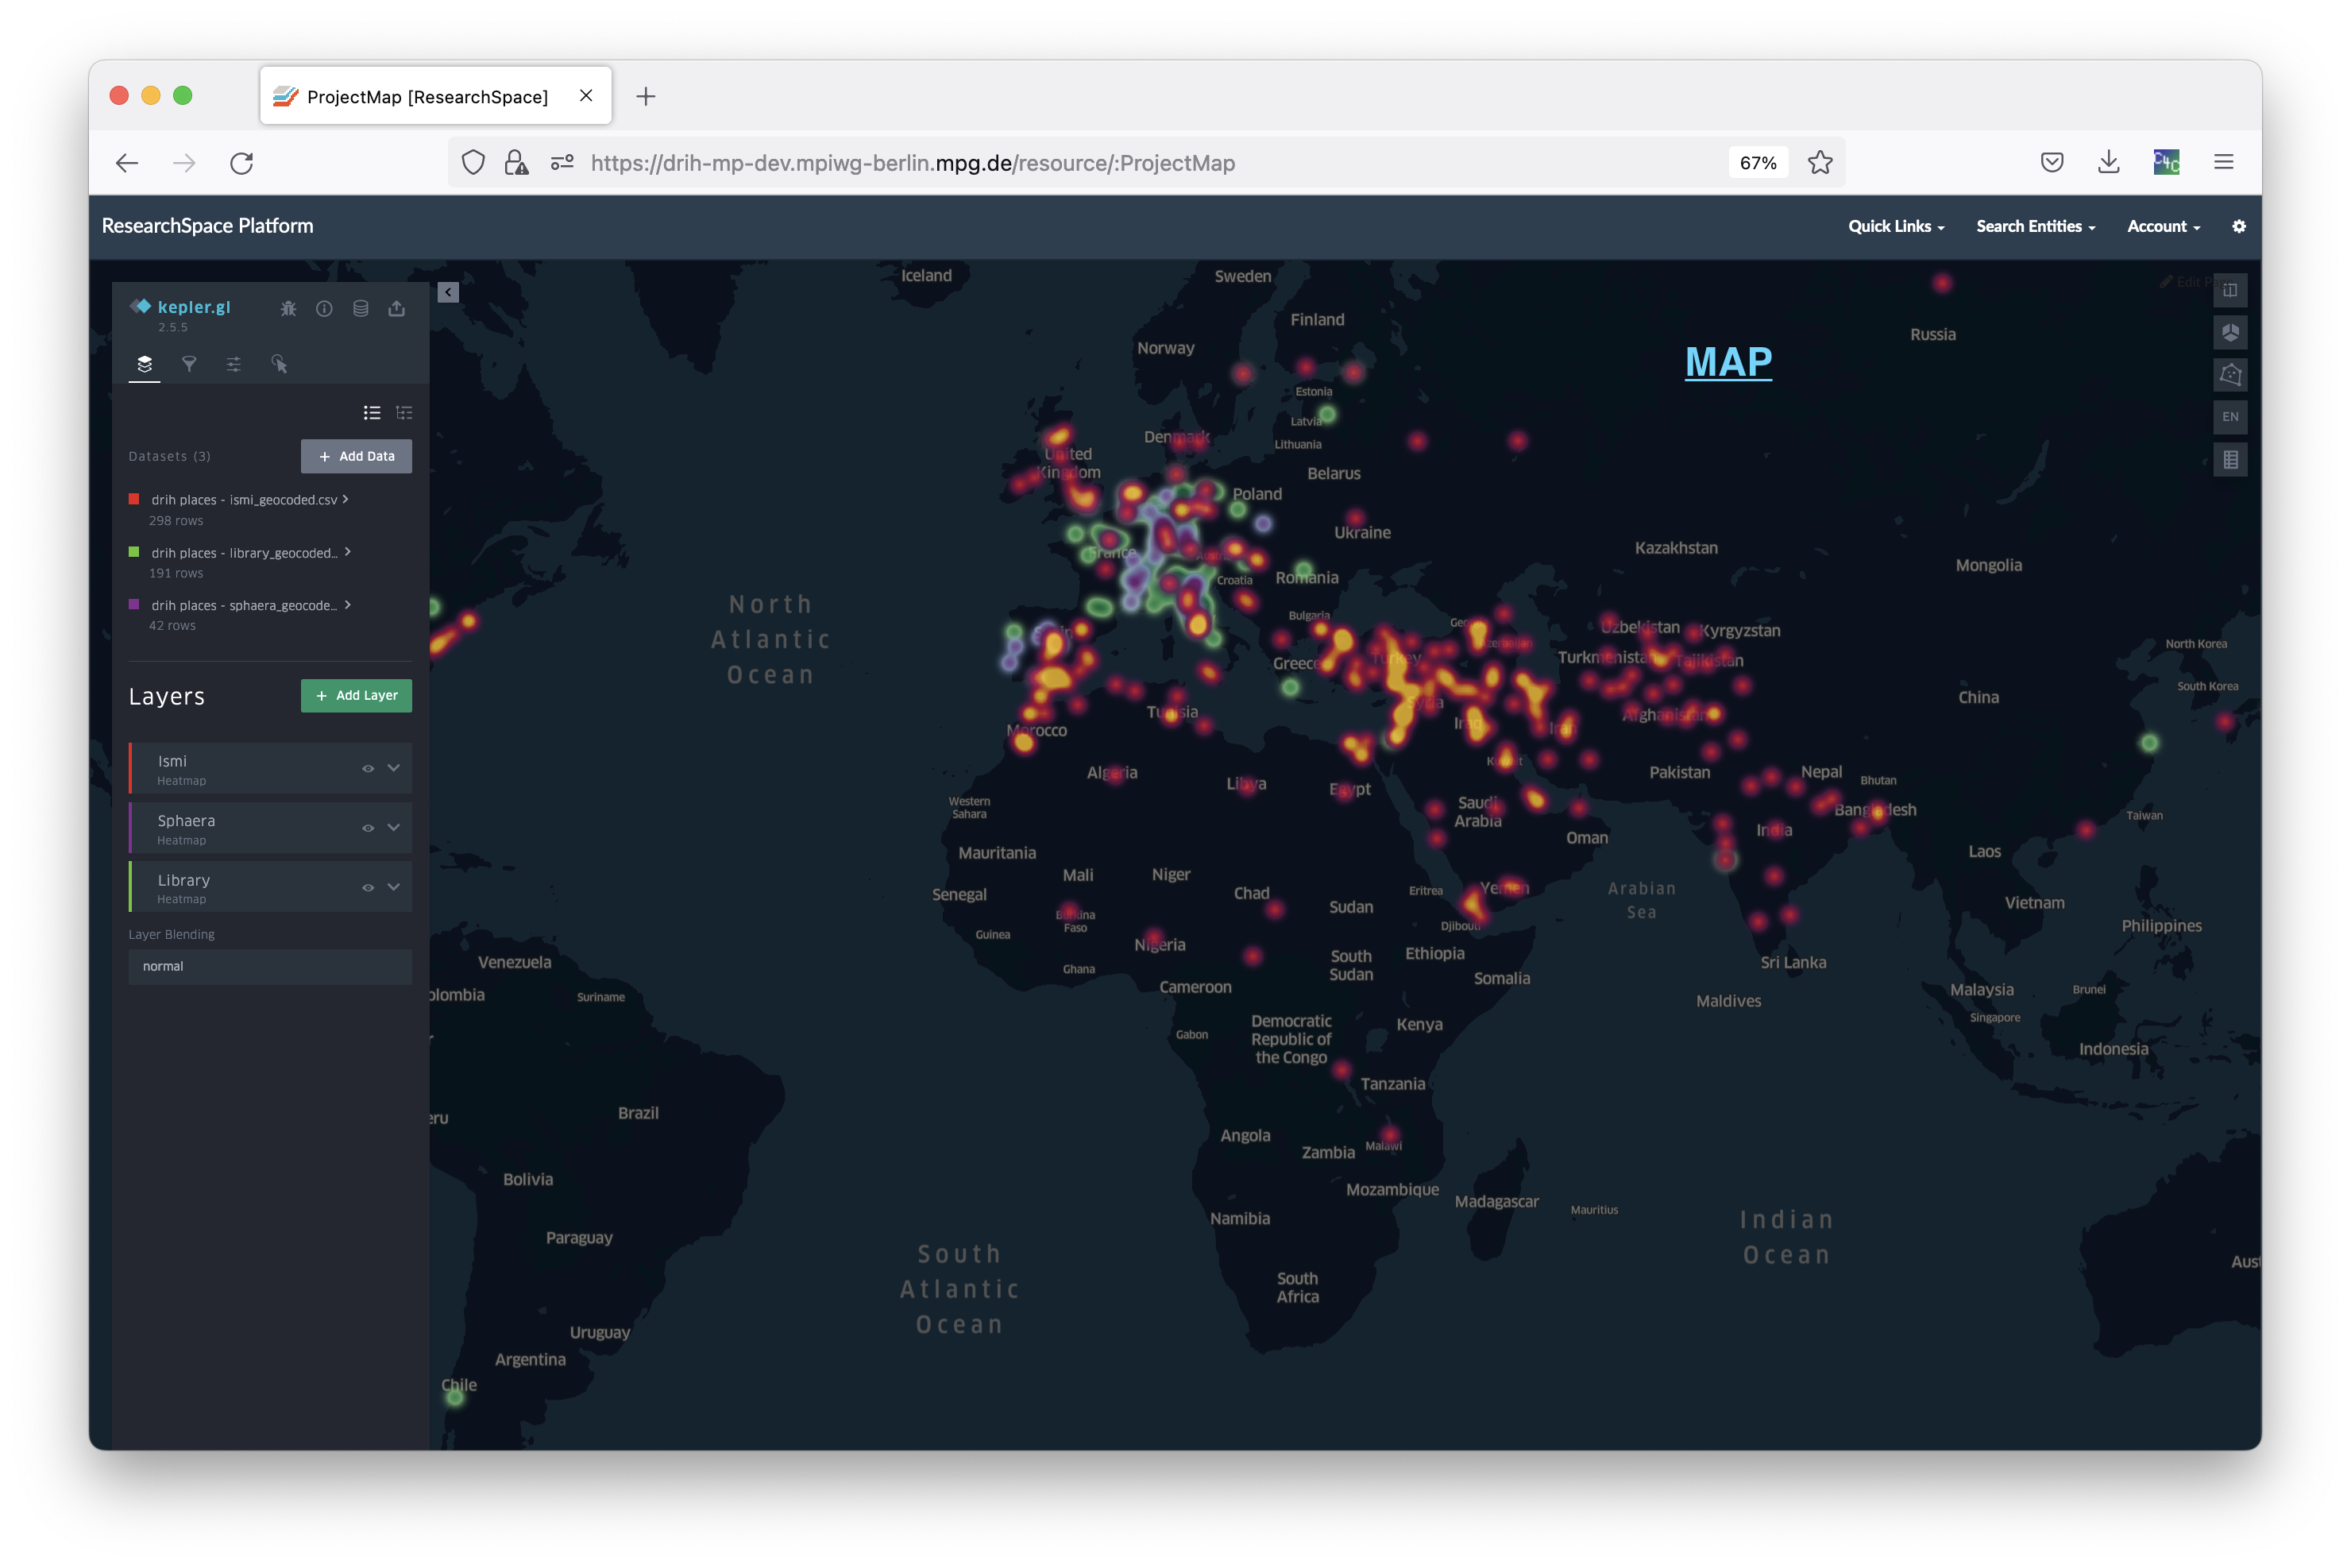 ProjectMap [ResearchSpace]
https://drih-mp-dev.mpiwg-berlin.mpg.de/resource/:ProjectMap
67%
C4C
ResearchSpace Platform
Quick Links
Search Entities
Account
kepler.gl
2.5.5
Datasets (3)
+ Add Data
drih places - ismi_geocoded.csv
298 rows
drih places - library_geocoded...
191 rows
drih places - sphaera_geocode...
42 rows
Layers
+ Add Layer
Ismi
Heatmap
Sphaera
Heatmap
Library
Heatmap
Layer Blending
normal
MAP
EN
Iceland
Sweden
Finland
Norway
Russia
Estonia
Latvia
Lithuania
Denmark
United
Kingdom
Belarus
Poland
Ukraine
France
Kazakhstan
Mongolia
Croatia
Romania
Bulgaria
North
Atlantic
Ocean
Uzbekistan
Kyrgyzstan
North Korea
Greece
Turkey
Turkmenistan
Tajikistan
South Korea
China
Tunisia
Syria
Morocco
Iraq
Iran
Afghanistan
Algeria
Libya
Egypt
Kuwait
Pakistan
Nepal
Bhutan
Western
Sahara
Saudi
Arabia
Oman
India
Bangladesh
Taiwan
Mauritania
Mali
Niger
Chad
Sudan
Eritrea
Yemen
Arabian
Sea
Laos
Senegal
Burkina
Faso
Guinea
Nigeria
Djibouti
Vietnam
Philippines
Ghana
South
Sudan
Ethiopia
Somalia
Sri Lanka
Venezuela
Cameroon
Maldives
Malaysia
Brunei
olombia
Suriname
Singapore
Gabon
Democratic
Republic of
the Congo
Kenya
Indonesia
Tanzania
eru
Brazil
Angola
Zambia
Malawi
Bolivia
Mozambique
Madagascar
Mauritius
Namibia
Indian
Ocean
Paraguay
South
Atlantic
Ocean
South
Africa
Aust
Uruguay
Argentina
Chile